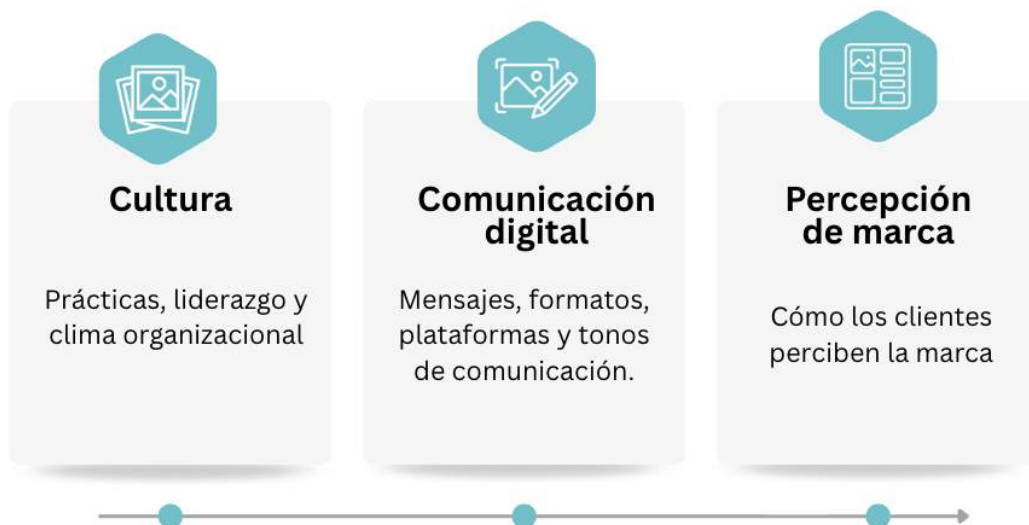 Cultura
Prácticas, liderazgo y
clima organizacional
Comunicación
digital
Mensajes, formatos,
plataformas y tonos
de comunicación.
Percepción
de marca
Cómo los clientes
perciben la marca